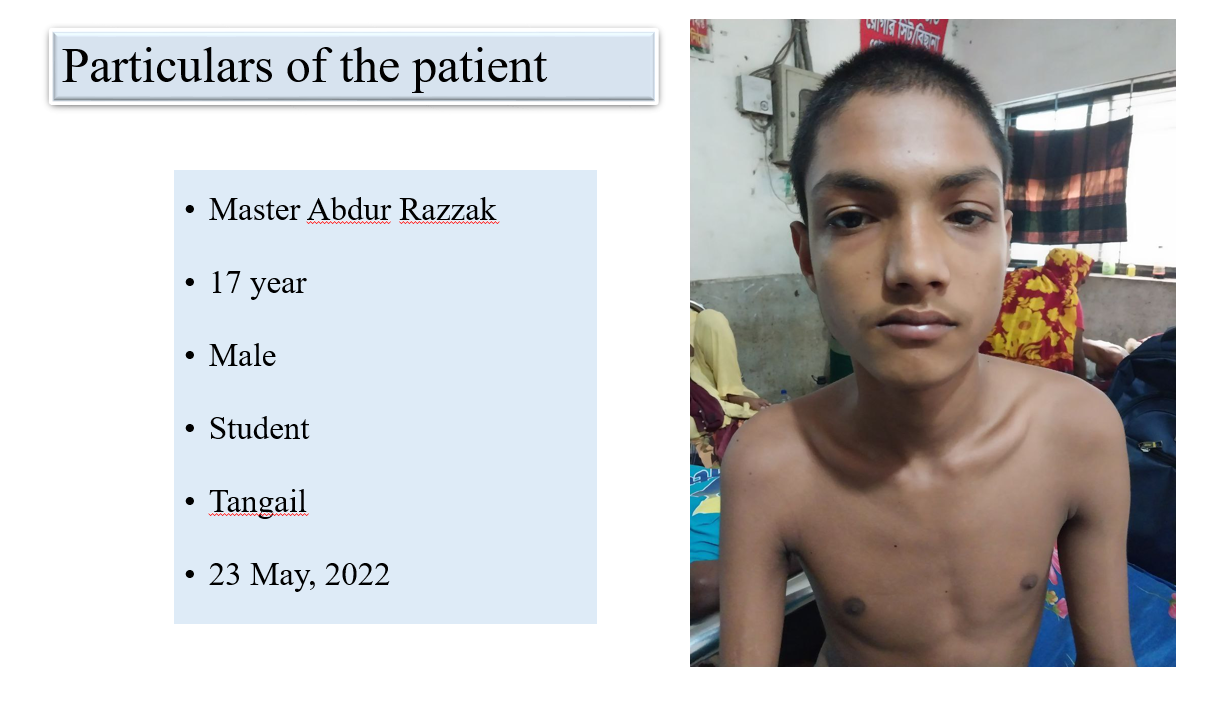 Particulars of the patient
• Master Abdur Razzak
• 17 year
• Male
• Student
• Tangail
• 23 May, 2022
রোগীর সিট/বিছানা